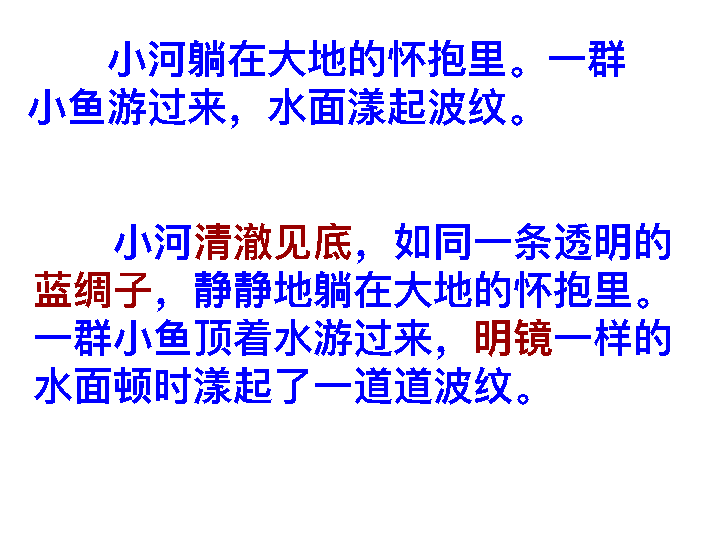 小河躺在大地的怀抱里。一群
小鱼游过来，水面漾起波纹。
小河清澈见底，如同一条透明的
蓝绸子，静静地躺在大地的怀抱里。
一群小鱼顶着水游过来，明镜一样的
水面顿时漾起了一道道波纹。